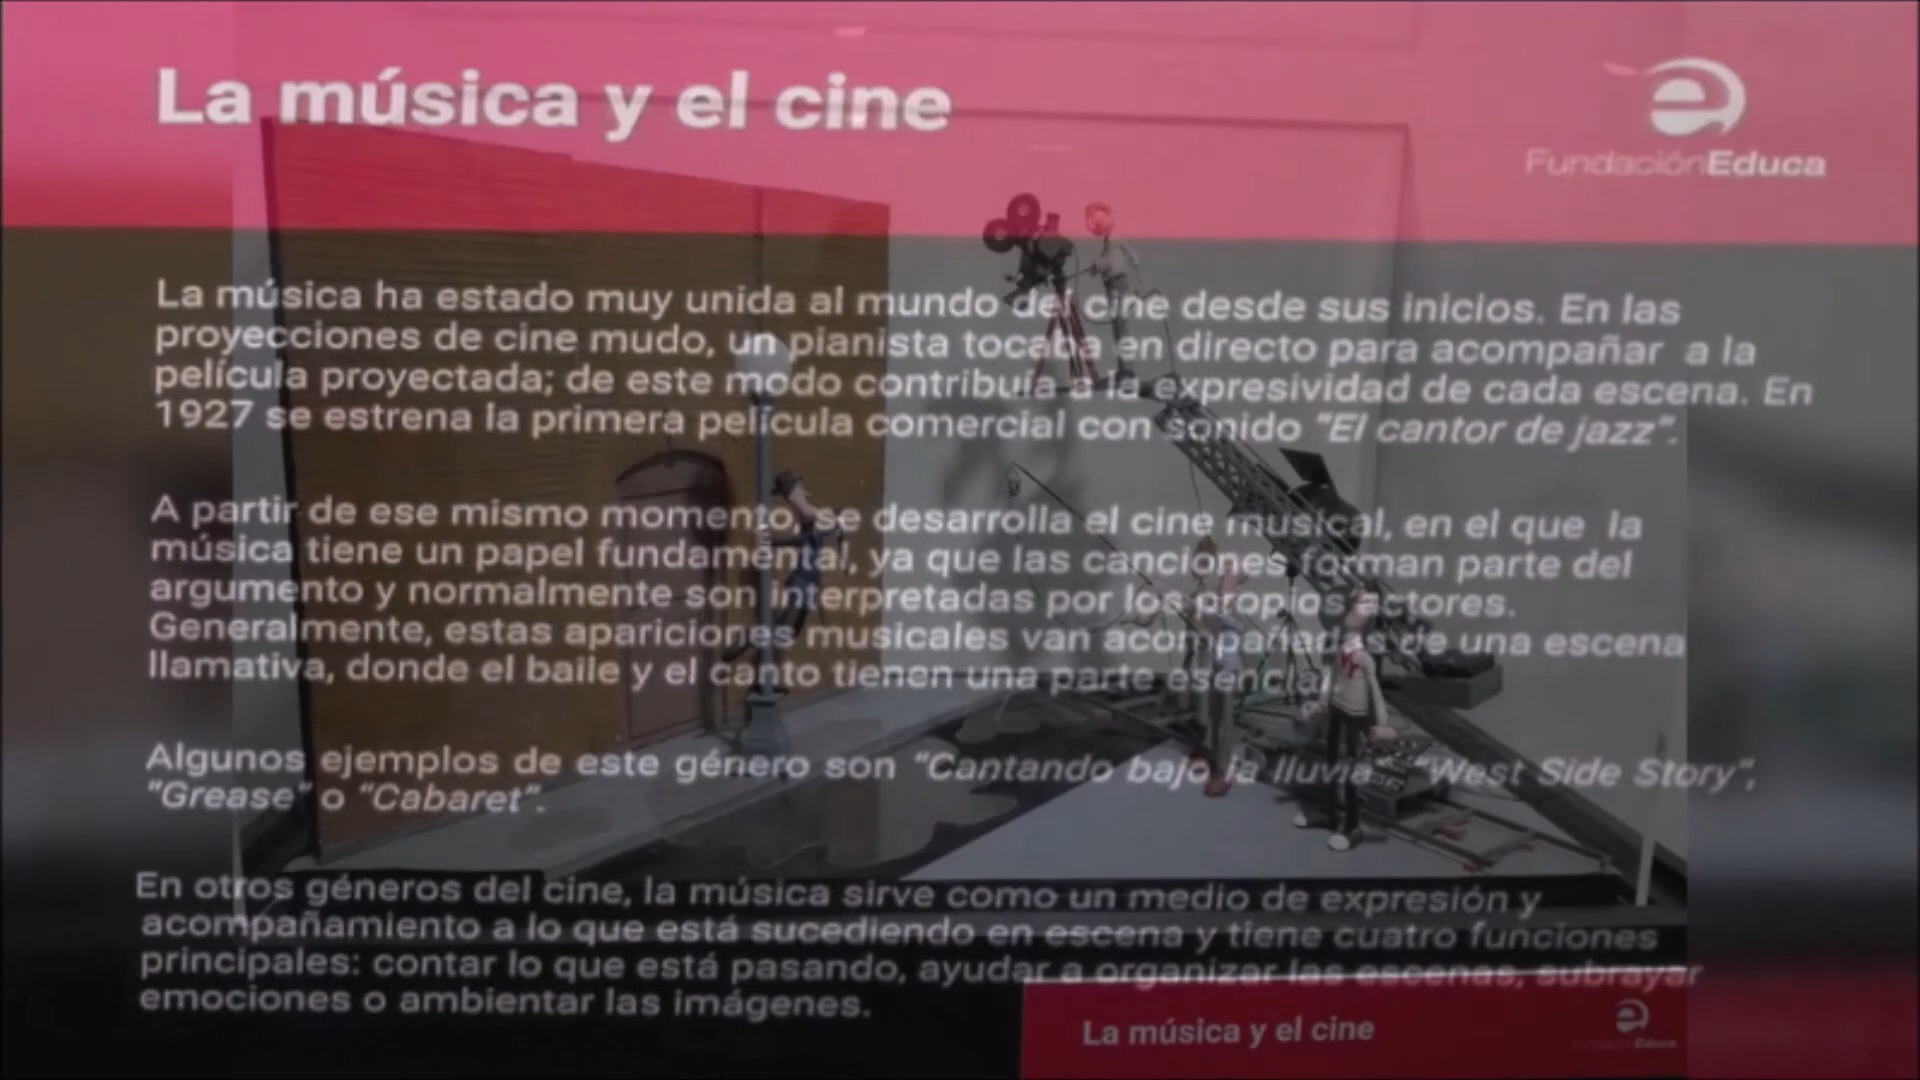 La música y el cine
FundaciónEduca
La música ha estado muy unida al mundo del cine desde sus inicios. En las
proyecciones de cine mudo, un pianista tocaba en directo para acompañar a la
película proyectada; de este modo contribuía a la expresividad de cada escena. En
1927 se estrena la primera película comercial con sonido "El cantor de jazz".
A partir de ese mismo momento, se desarrolla el cine musical, en el que la
música tiene un papel fundamental, ya que las canciones forman parte del
argumento y normalmente son interpretadas por los propios actores.
Generalmente, estas apariciones musicales van acompañadas de una escena
llamativa, donde el baile y el canto tienen una parte esencial.
Algunos ejemplos de este género son "Cantando bajo la lluvia", "West Side Story",
"Grease" o "Cabaret".
En otros géneros del cine, la música sirve como un medio de expresión y
acompañamiento a lo que está sucediendo en escena y tiene cuatro funciones
principales: contar lo que está pasando, ayudar a organizar las escenas, subrayar
emociones o ambientar las imágenes.
La música y el cine
FundaciónEduca